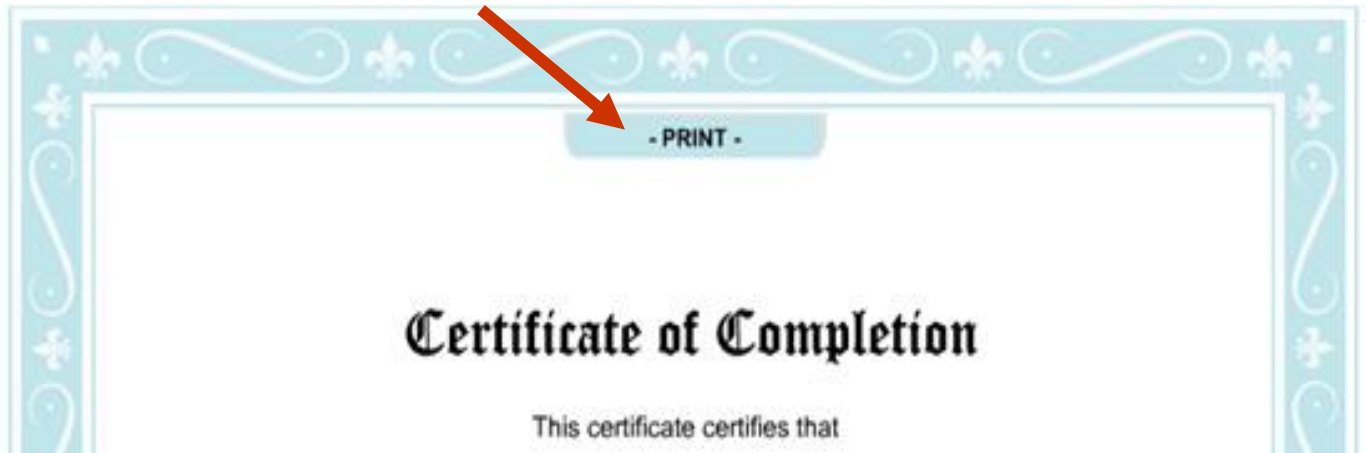 - PRINT -
Certificate of Completion
This certificate certifies that